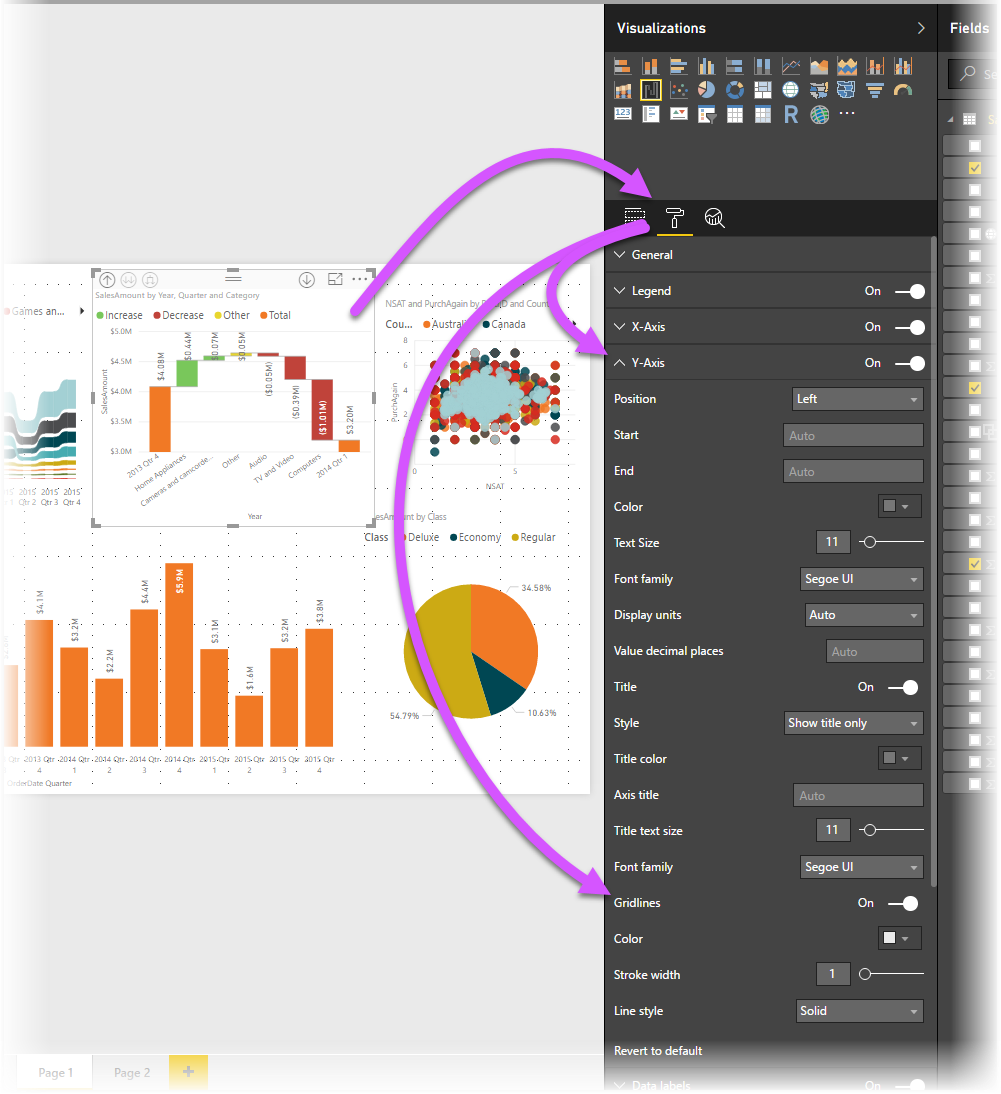 Visualizations
Fields
123
R
General
Legend On
X-Axis On
Y-Axis On
Position Left
Start Auto
End Auto
Color
Text Size 11
Font family Segoe UI
Display units Auto
Value decimal places Auto
Title On
Style Show title only
Title color
Axis title Auto
Title text size 11
Font family Segoe UI
Gridlines On
Color
Stroke width 1
Line style Solid
Revert to default
Data labels On
Games an...
2015 2015 2015
Qtr 2 Qtr 3 Qtr 4
SalesAmount by Year, Quarter and Category
Increase Decrease Other Total
$5.0M
$4.5M
$4.0M
$3.5M
$3.0M
SalesAmount
$4.08M
$0.44M
$0.07M
$0.05M
($0.05M)
($0.39M)
($1.01M)
$3.20M
2013 Qtr 4
Home Appliances
Cameras and camcorde...
Other
Audio
TV and Video
Computers
2014 Qtr 1
Year
NSAT and PurchAgain by
and
Cou... Canada
8
6
4
2
0 5
PurchAgain
NSAT
by Class
Class Deluxe Economy Regular
34.58%
10.63%
54.79%
$4.1M
$3.2M
$2.2M
$4.4M
$5.9M
$3.1M
$1.6M
$3.2M
$3.8M
Qtr 2013 Qtr 2014 Qtr 2014 Qtr 2014 Qtr 2014 Qtr 2015 Qtr 2015 Qtr 2015 Qtr 2015 Qtr
4 1 2 3 4 1 2 3 4
OrderDate Quarter
Page 1
Page 2
+